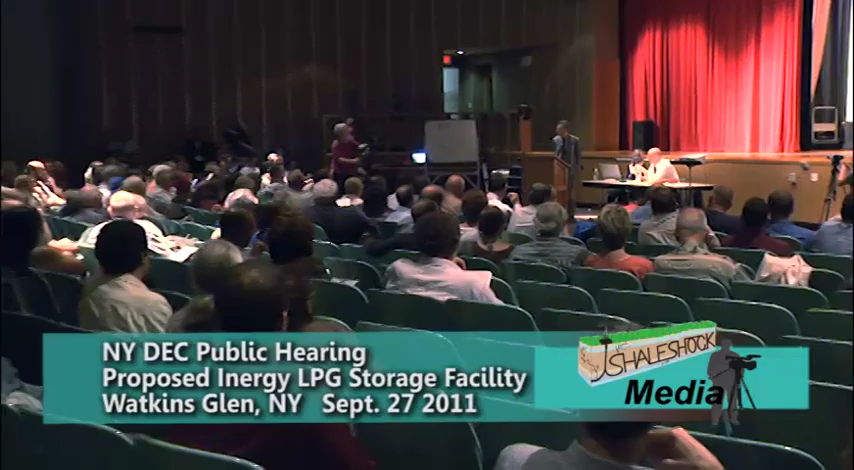 NY DEC Public Hearing
Proposed Inergy LPG Storage Facility
Watkins Glen, NY Sept. 27 2011
SHALESHOCK
Media